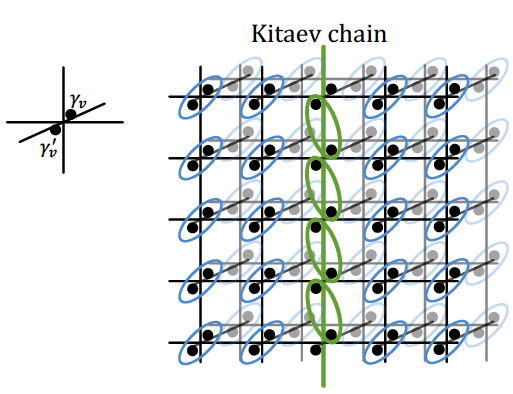 Kitaev chain
γᵥ
γ′ᵥ